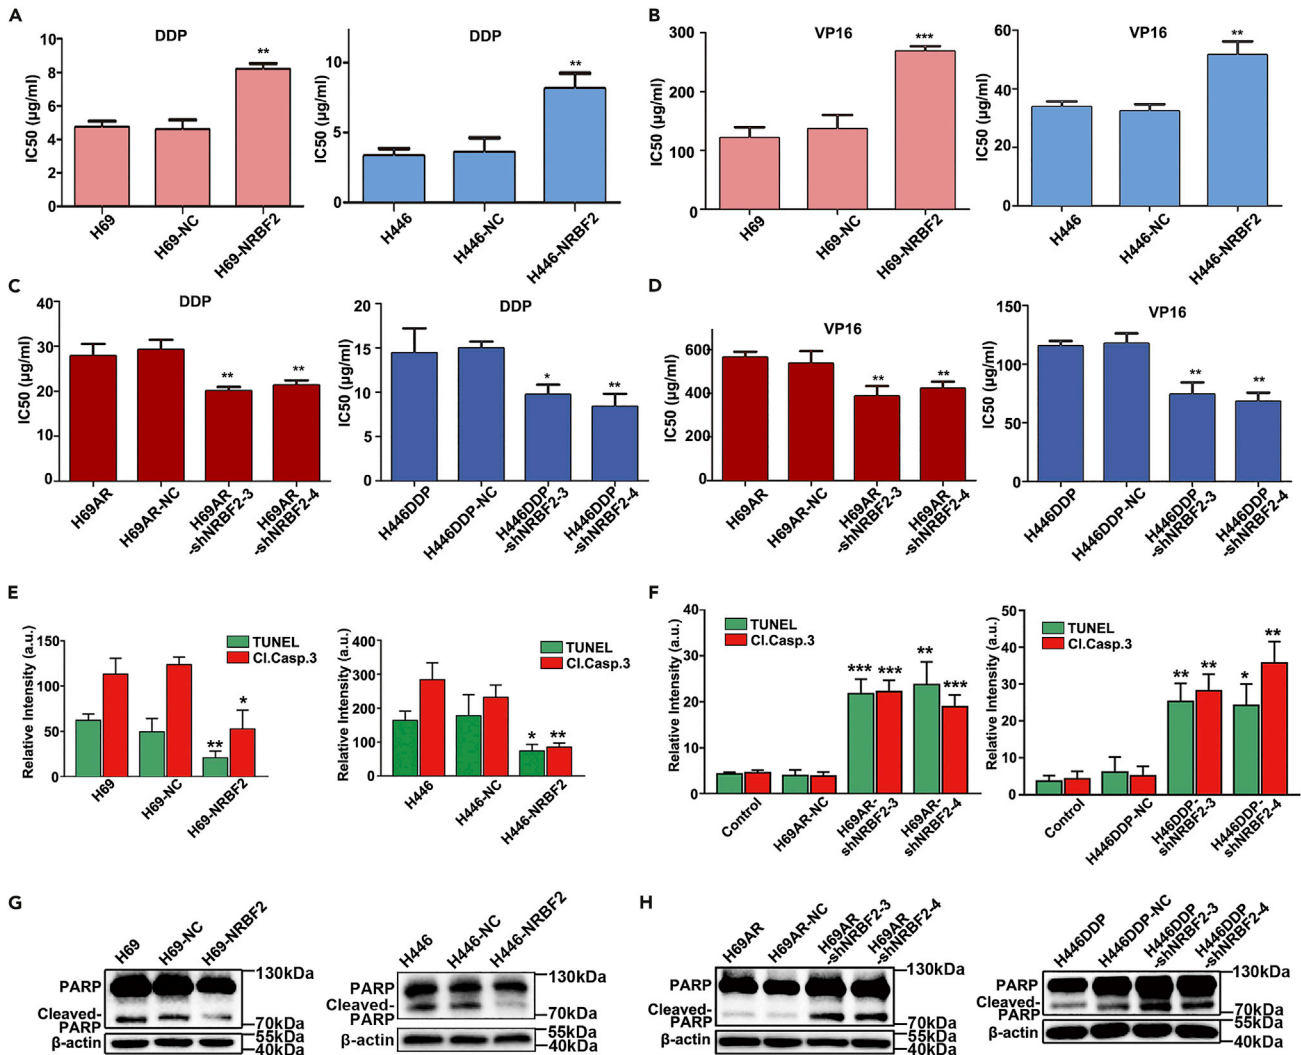 A
DDP
IC50 (μg/ml)
10
8
6
4
2
0
**
H69
H69-NC
H69-NRBF2
DDP
IC50 (μg/ml)
10
5
0
**
H446
H446-NC
H446-NRBF2
B
VP16
IC50 (μg/ml)
300
200
100
0
***
H69
H69-NC
H69-NRBF2
VP16
IC50 (μg/ml)
60
40
20
0
**
H446
H446-NC
H446-NRBF2
C
DDP
IC50 (μg/ml)
40
30
20
10
0
**
**
H69AR
H69AR-NC
H69AR
-shNRBF2-3
H69AR
-shNRBF2-4
DDP
IC50 (μg/ml)
20
15
10
5
0
*
**
H446DDP
H446DDP-NC
H446DDP
-shNRBF2-3
H446DDP
-shNRBF2-4
D
VP16
IC50 (μg/ml)
600
400
200
0
**
**
H69AR
H69AR-NC
H69AR
-shNRBF2-3
H69AR
-shNRBF2-4
VP16
IC50 (μg/ml)
150
100
50
0
**
**
H446DDP
H446DDP-NC
H446DDP
-shNRBF2-3
H446DDP
-shNRBF2-4
E
Relative Intensity (a.u.)
150
100
50
0
TUNEL
Cl.Casp.3
**
*
H69
H69-NC
H69-NRBF2
Relative Intensity (a.u.)
400
300
200
100
0
TUNEL
Cl.Casp.3
*
**
H446
H446-NC
H446-NRBF2
F
Relative Intensity (a.u.)
40
30
20
10
0
TUNEL
Cl.Casp.3
***
***
**
***
Control
H69AR-NC
H69AR-
shNRBF2-3
H69AR-
shNRBF2-4
Relative Intensity (a.u.)
50
40
30
20
10
0
TUNEL
Cl.Casp.3
**
**
*
**
Control
H446DDP-NC
H46DDP-
shNRBF2-3
H446DDP-
shNRBF2-4
G
H69
H69-NC
H69-NRBF2
PARP
Cleaved-
PARP
β-actin
130kDa
70kDa
55kDa
40kDa
H446
H446-NC
H446-NRBF2
PARP
Cleaved-
PARP
β-actin
130kDa
70kDa
55kDa
40kDa
H
H69AR
H69AR-NC
H69AR
-shNRBF2-3
H69AR
-shNRBF2-4
PARP
Cleaved-
PARP
β-actin
130kDa
70kDa
55kDa
40kDa
H446DDP
H446DDP-NC
H446DDP
-shNRBF2-3
H446DDP
-shNRBF2-4
PARP
Cleaved-
PARP
β-actin
130kDa
70kDa
55kDa
40kDa